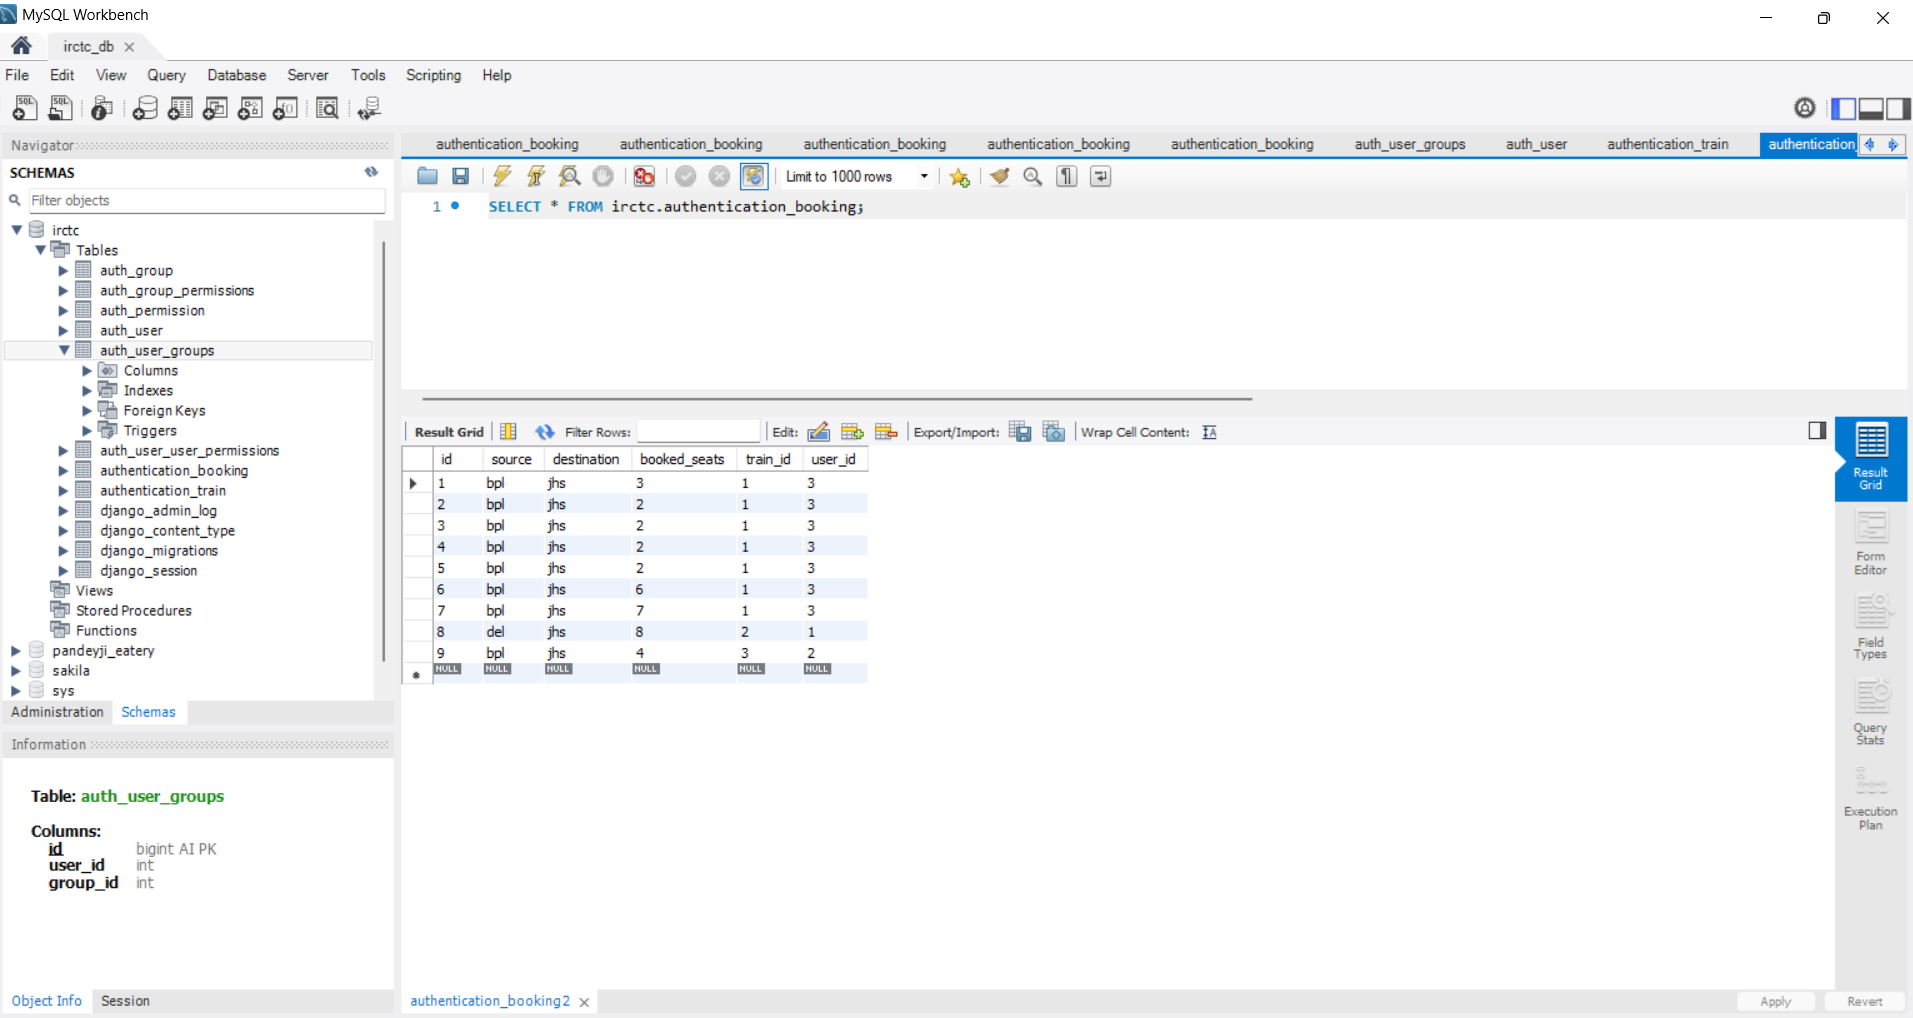 MySQL Workbench
irctc_db
File Edit View Query Database Server Tools Scripting Help
Navigator
SCHEMAS
Filter objects
irctc
Tables
auth_group
auth_group_permissions
auth_permission
auth_user
auth_user_groups
Columns
Indexes
Foreign Keys
Triggers
auth_user_user_permissions
authentication_booking
authentication_train
django_admin_log
django_content_type
django_migrations
django_session
Views
Stored Procedures
Functions
pandeyji_eatery
sakila
sys
Administration Schemas
Information
Table: auth_user_groups
Columns:
id bigint AI PK
user_id int
group_id int
Object Info Session
authentication_booking authentication_booking authentication_booking authentication_booking authentication_booking auth_user_groups auth_user authentication_train authentication_
Limit to 1000 rows
1 SELECT * FROM irctc.authentication_booking;
Result Grid Filter Rows: Edit: Export/Import: Wrap Cell Content:
id source destination booked_seats train_id user_id
1 bpl jhs 3 1 3
2 bpl jhs 2 1 3
3 bpl jhs 2 1 3
4 bpl jhs 2 1 3
5 bpl jhs 2 1 3
6 bpl jhs 6 1 3
7 bpl jhs 7 1 3
8 del jhs 8 2 1
9 bpl jhs 4 3 2
NULL NULL NULL NULL NULL NULL
Result
Grid
Form
Editor
Field
Types
Query
Stats
Execution
Plan
authentication_booking2
Apply Revert